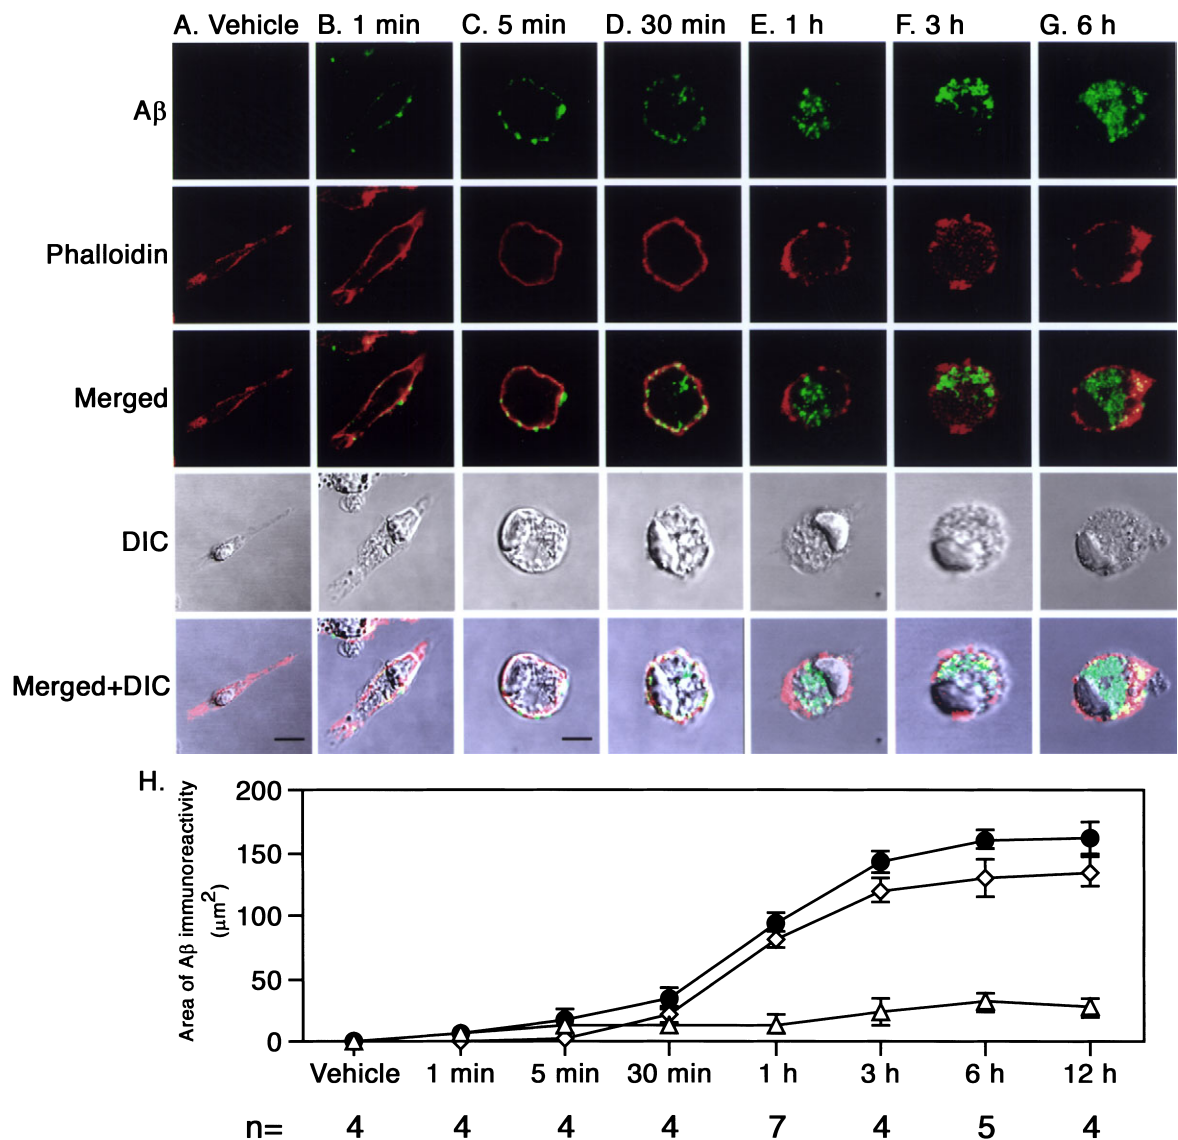 A. Vehicle B. 1 min C. 5 min D. 30 min E. 1 h F. 3 h G. 6 h
Aβ
Phalloidin
Merged
DIC
Merged+DIC
H.
Area of Aβ immunoreactivity
(μm²)
200
150
100
50
0
Vehicle 1 min 5 min 30 min 1 h 3 h 6 h 12 h
n= 4 4 4 4 7 4 5 4